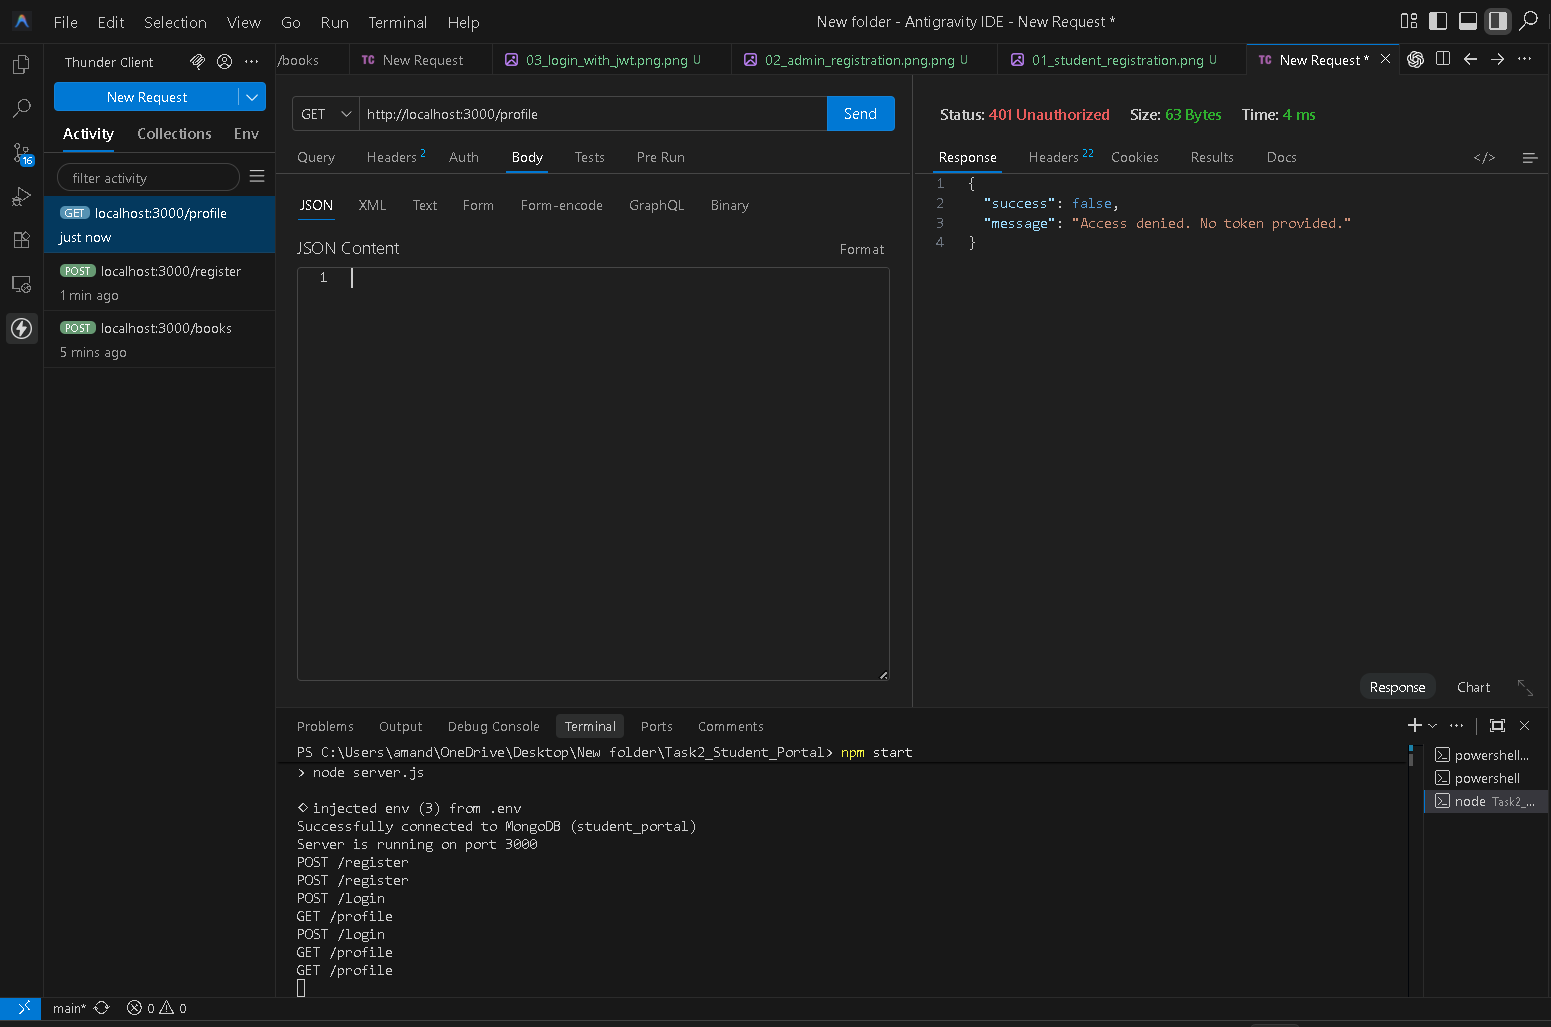 File Edit Selection View Go Run Terminal Help
New folder - Antigravity IDE - New Request *
Thunder Client
/books
TC New Request
03_login_with_jwt.png.png U
02_admin_registration.png.png U
01_student_registration.png U
TC New Request *
New Request
Activity Collections Env
filter activity
GET localhost:3000/profile
just now
POST localhost:3000/register
1 min ago
POST localhost:3000/books
5 mins ago
16
GET
http://localhost:3000/profile
Send
Query Headers 2 Auth Body Tests Pre Run
JSON XML Text Form Form-encode GraphQL Binary
JSON Content
Format
1
Status: 401 Unauthorized Size: 63 Bytes Time: 4 ms
Response Headers 22 Cookies Results Docs </>
1 {
2 "success": false,
3 "message": "Access denied. No token provided."
4 }
Response Chart
Problems Output Debug Console Terminal Ports Comments
PS C:\Users\amand\OneDrive\Desktop\New folder\Task2_Student_Portal> npm start
> node server.js
◇ injected env (3) from .env
Successfully connected to MongoDB (student_portal)
Server is running on port 3000
POST /register
POST /register
POST /login
GET /profile
POST /login
GET /profile
GET /profile
powershell...
powershell
node Task2_...
main* 0 0